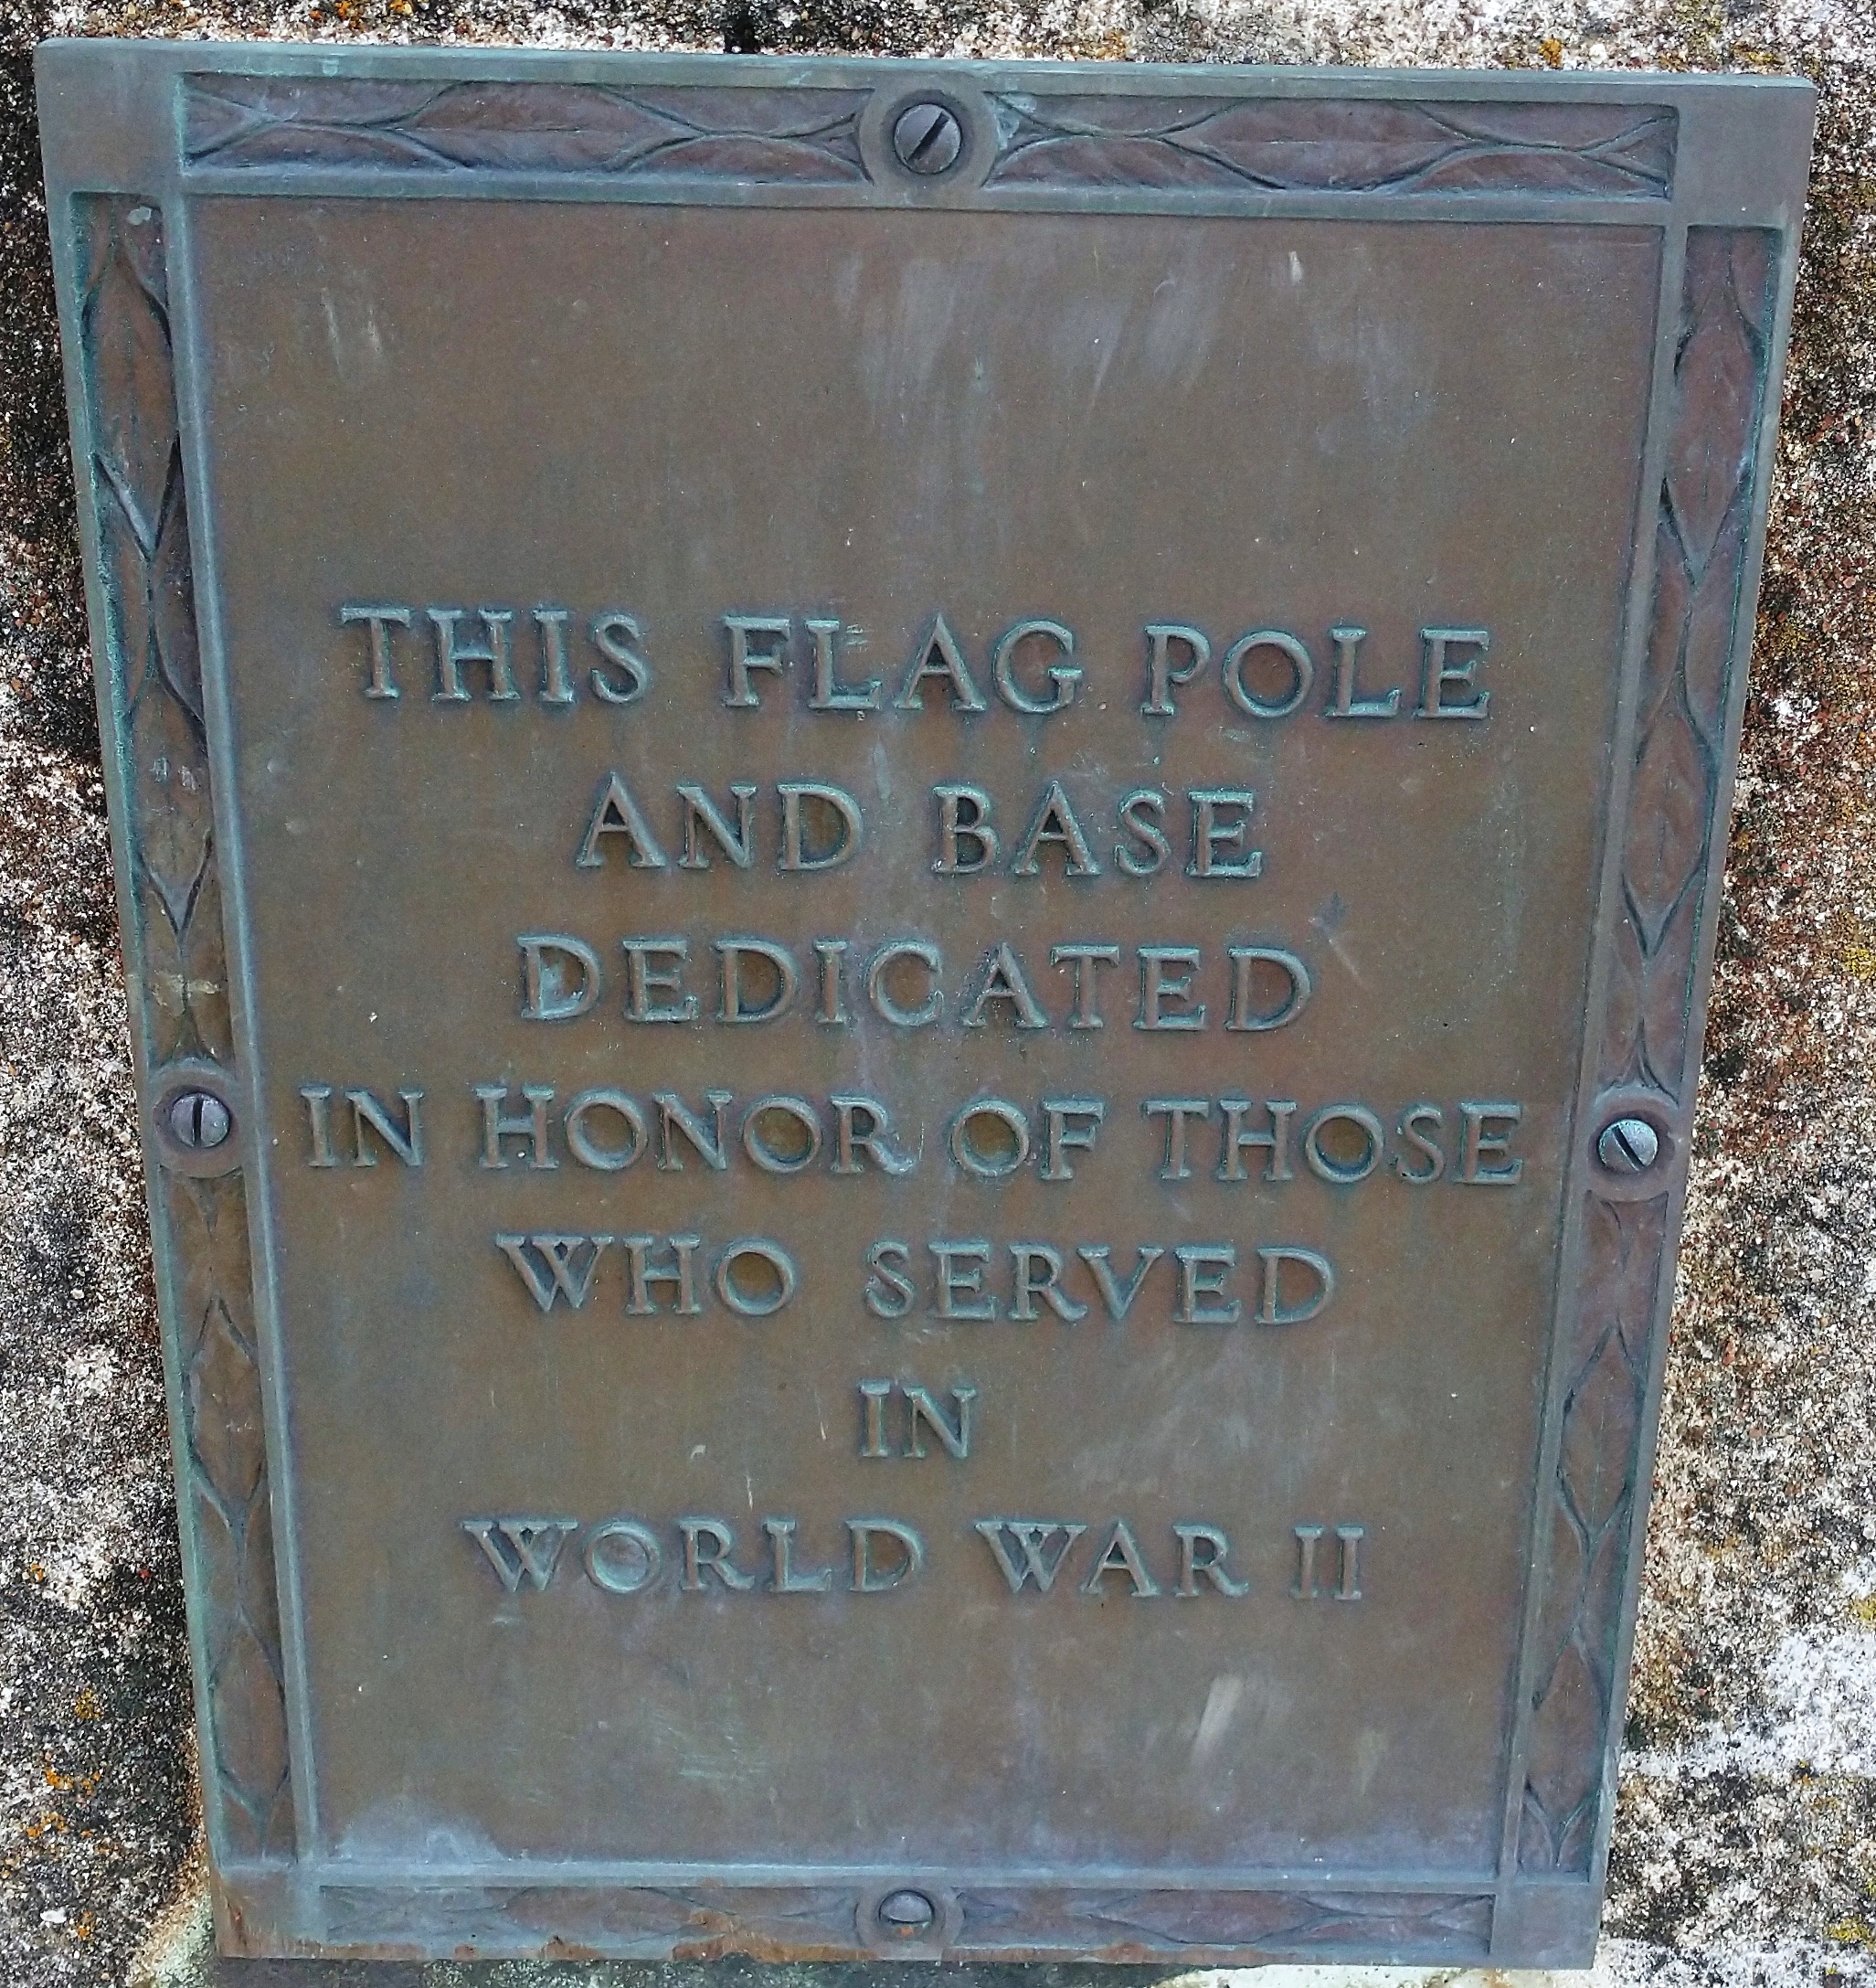 THIS FLAG POLE
AND BASE
DEDICATED
IN HONOR OF THOSE
WHO SERVED
IN
WORLD WAR II